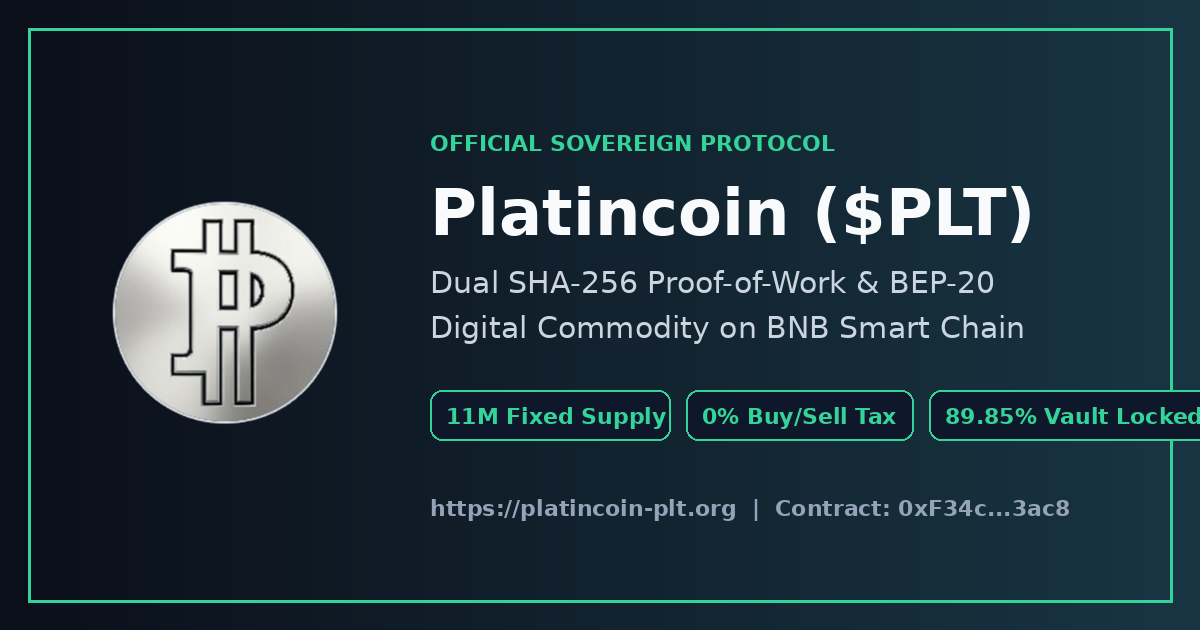 OFFICIAL SOVEREIGN PROTOCOL
Platincoin ($PLT)
Dual SHA-256 Proof-of-Work & BEP-20
Digital Commodity on BNB Smart Chain
11M Fixed Supply 0% Buy/Sell Tax 89.85% Vault Locked
https://platincoin-plt.org | Contract: 0xF34c...3ac8